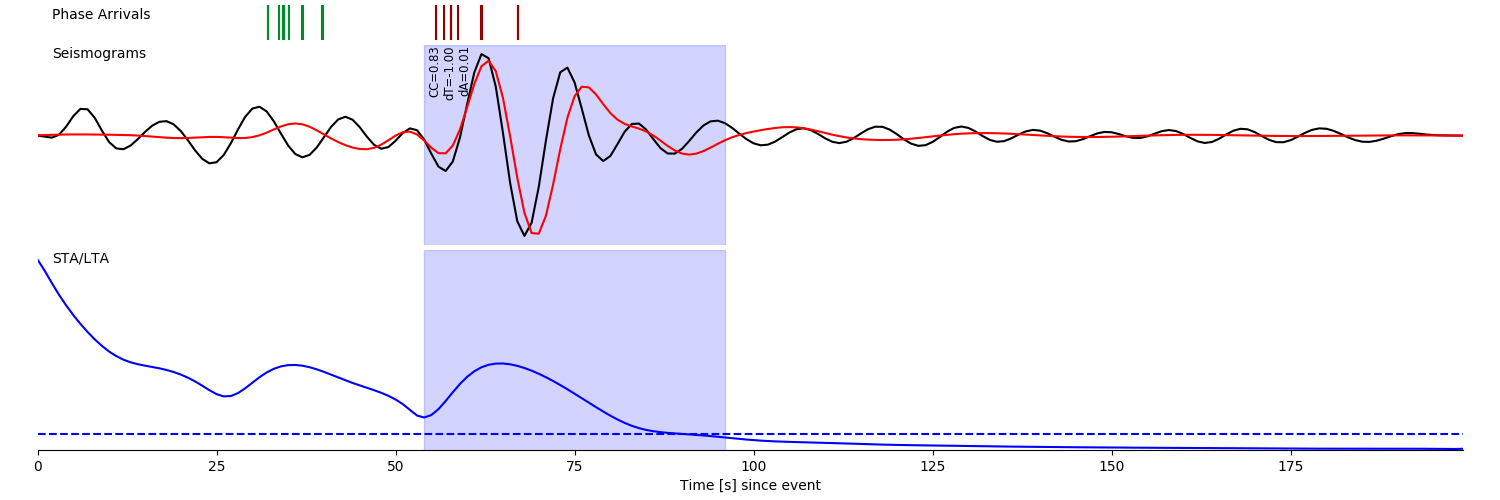 Phase Arrivals
Seismograms
CC=0.83
dT=-1.00
dA=0.01
STA/LTA
0 25 50 75 100 125 150 175
Time [s] since event